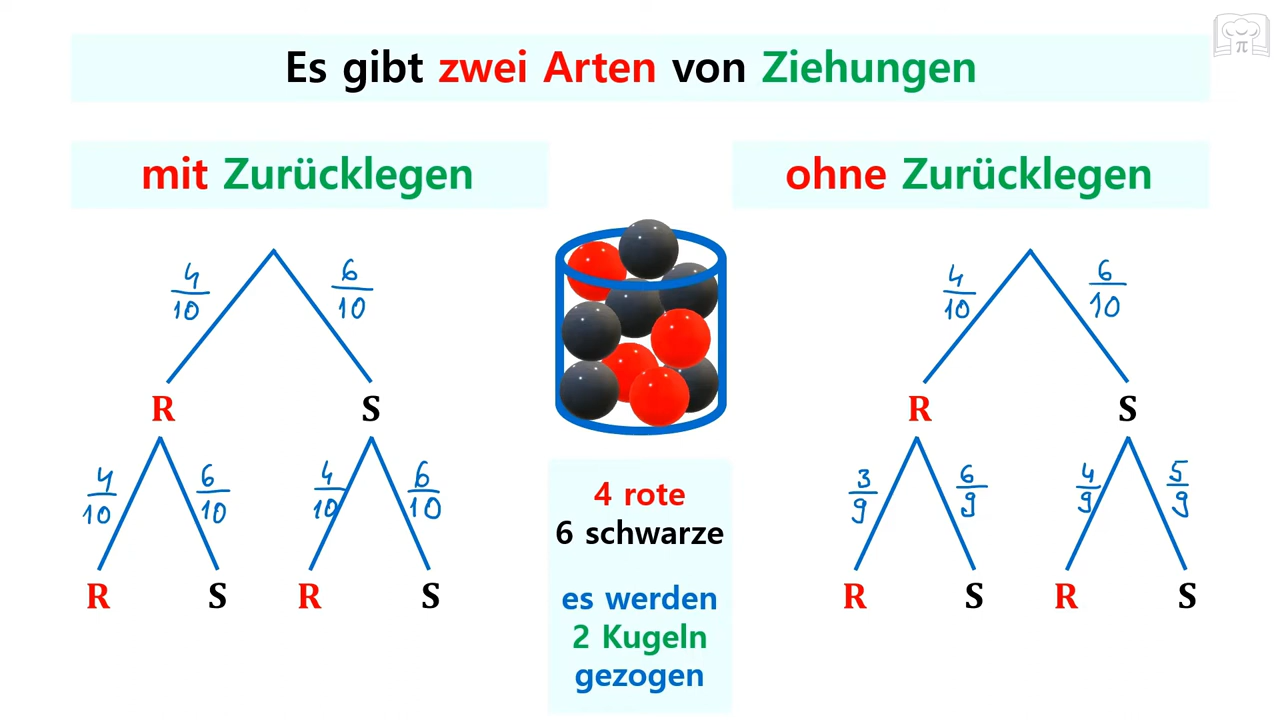 Es gibt zwei Arten von Ziehungen
mit Zurücklegen
4/10 6/10
R S
4/10 6/10 4/10 6/10
R S R S
4 rote
6 schwarze
es werden
2 Kugeln
gezogen
ohne Zurücklegen
4/10 6/10
R S
3/9 6/9 4/9 5/9
R S R S
π